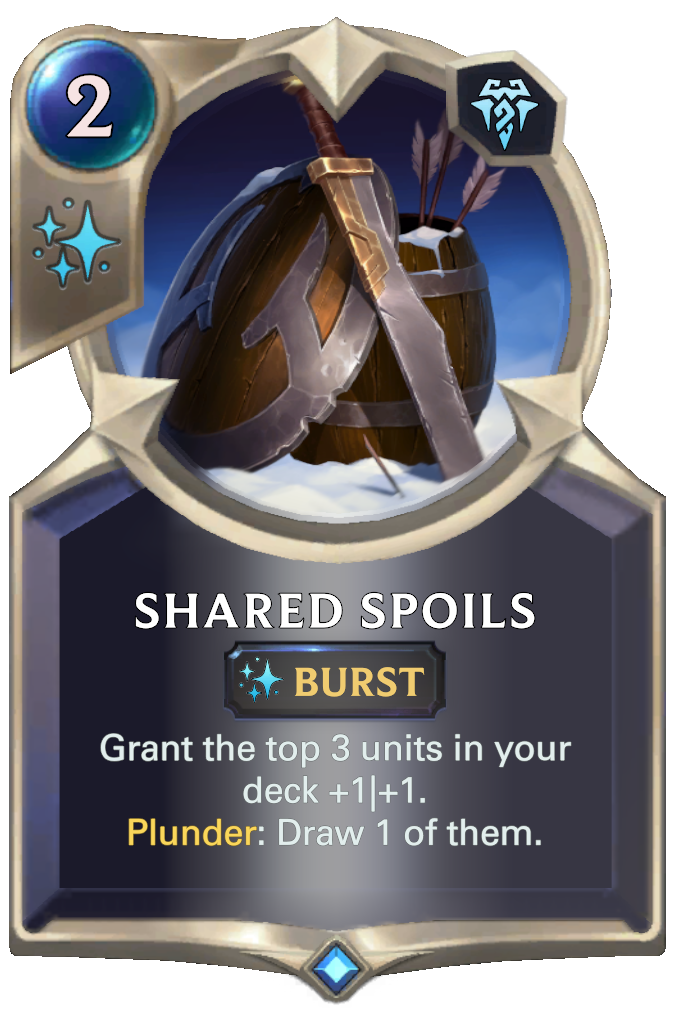 2
SHARED SPOILS
BURST
Grant the top 3 units in your
deck +1|+1.
Plunder: Draw 1 of them.